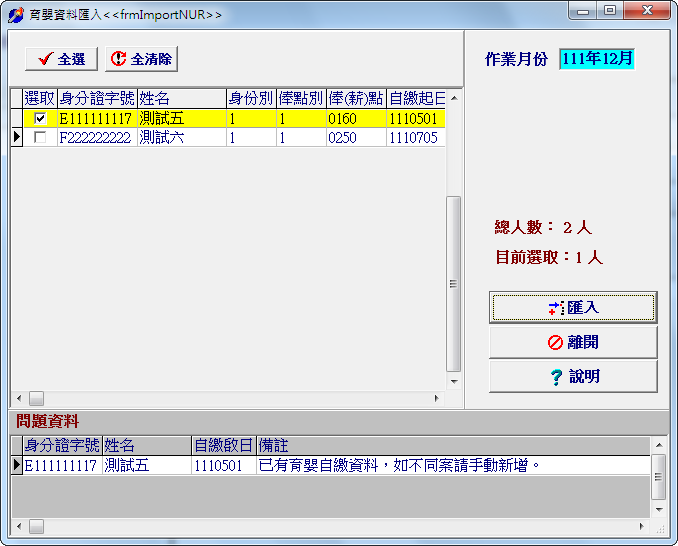 育嬰資料匯入<<frmImportNUR>>
全選 全清除
作業月份 111年12月
選取 身分證字號 姓名 身份別 俸點別 俸(薪)點 自繳起日
E111111117 測試五 1 1 0160 1110501
F222222222 測試六 1 1 0250 1110705
總人數： 2 人
目前選取：1 人
匯入
離開
說明
問題資料
身分證字號 姓名 自繳啟日 備註
E111111117 測試五 1110501 已有育嬰自繳資料，如不同案請手動新增。